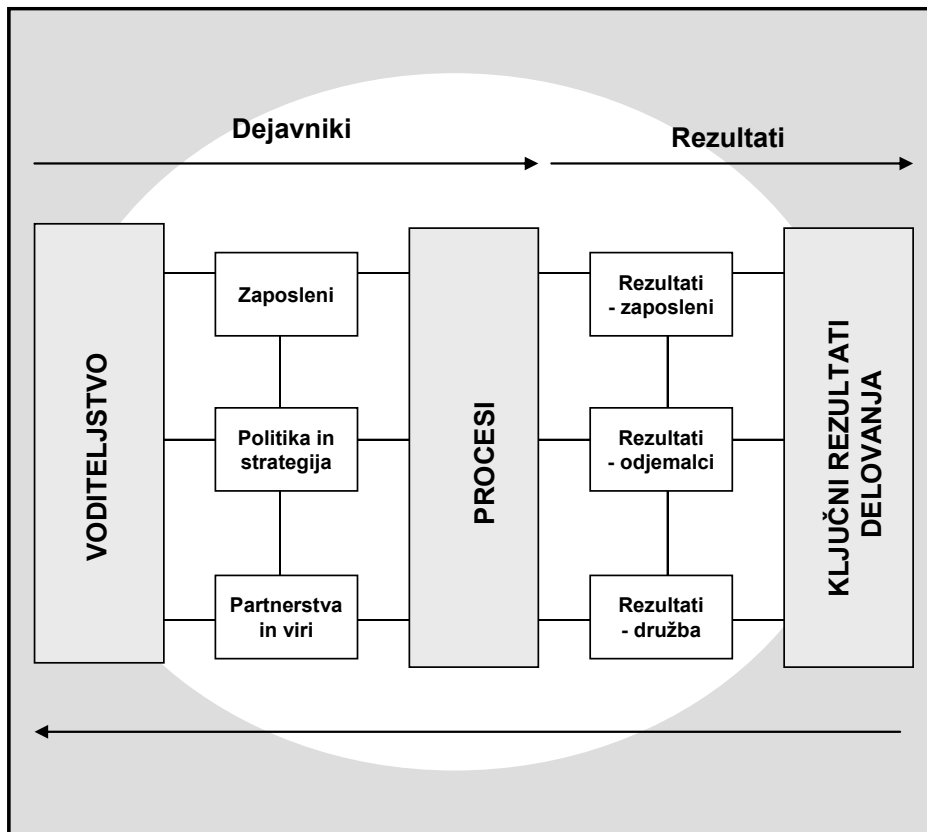 Dejavniki
Rezultati
VODITELJSTVO
Zaposleni
Politika in
strategija
Partnerstva
in viri
PROCESI
Rezultati
- zaposleni
Rezultati
- odjemalci
Rezultati
- družba
KLJUČNI REZULTATI
DELOVANJA